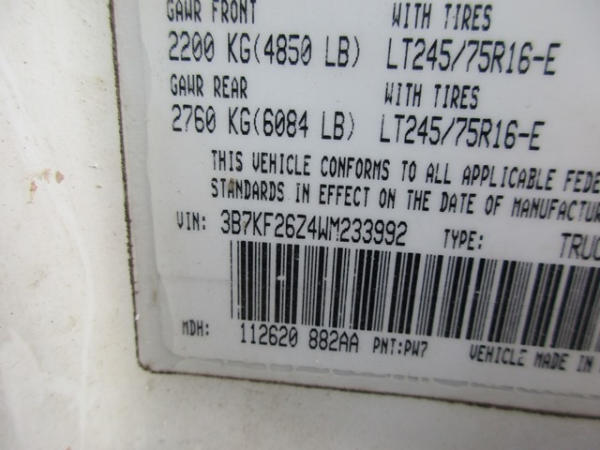 GAWR FRONT WITH TIRES
2200 KG(4850 LB) LT245/75R16-E
GAWR REAR WITH TIRES
2760 KG(6084 LB) LT245/75R16-E
THIS VEHICLE CONFORMS TO ALL APPLICABLE FEDE
STANDARDS IN EFFECT ON THE DATE OF MANUFACTUR
VIN: 3B7KF26Z4WM233992 TYPE: TRUC
MDH: 112620 882AA PNT:PW7 VEHICLE MADE IN